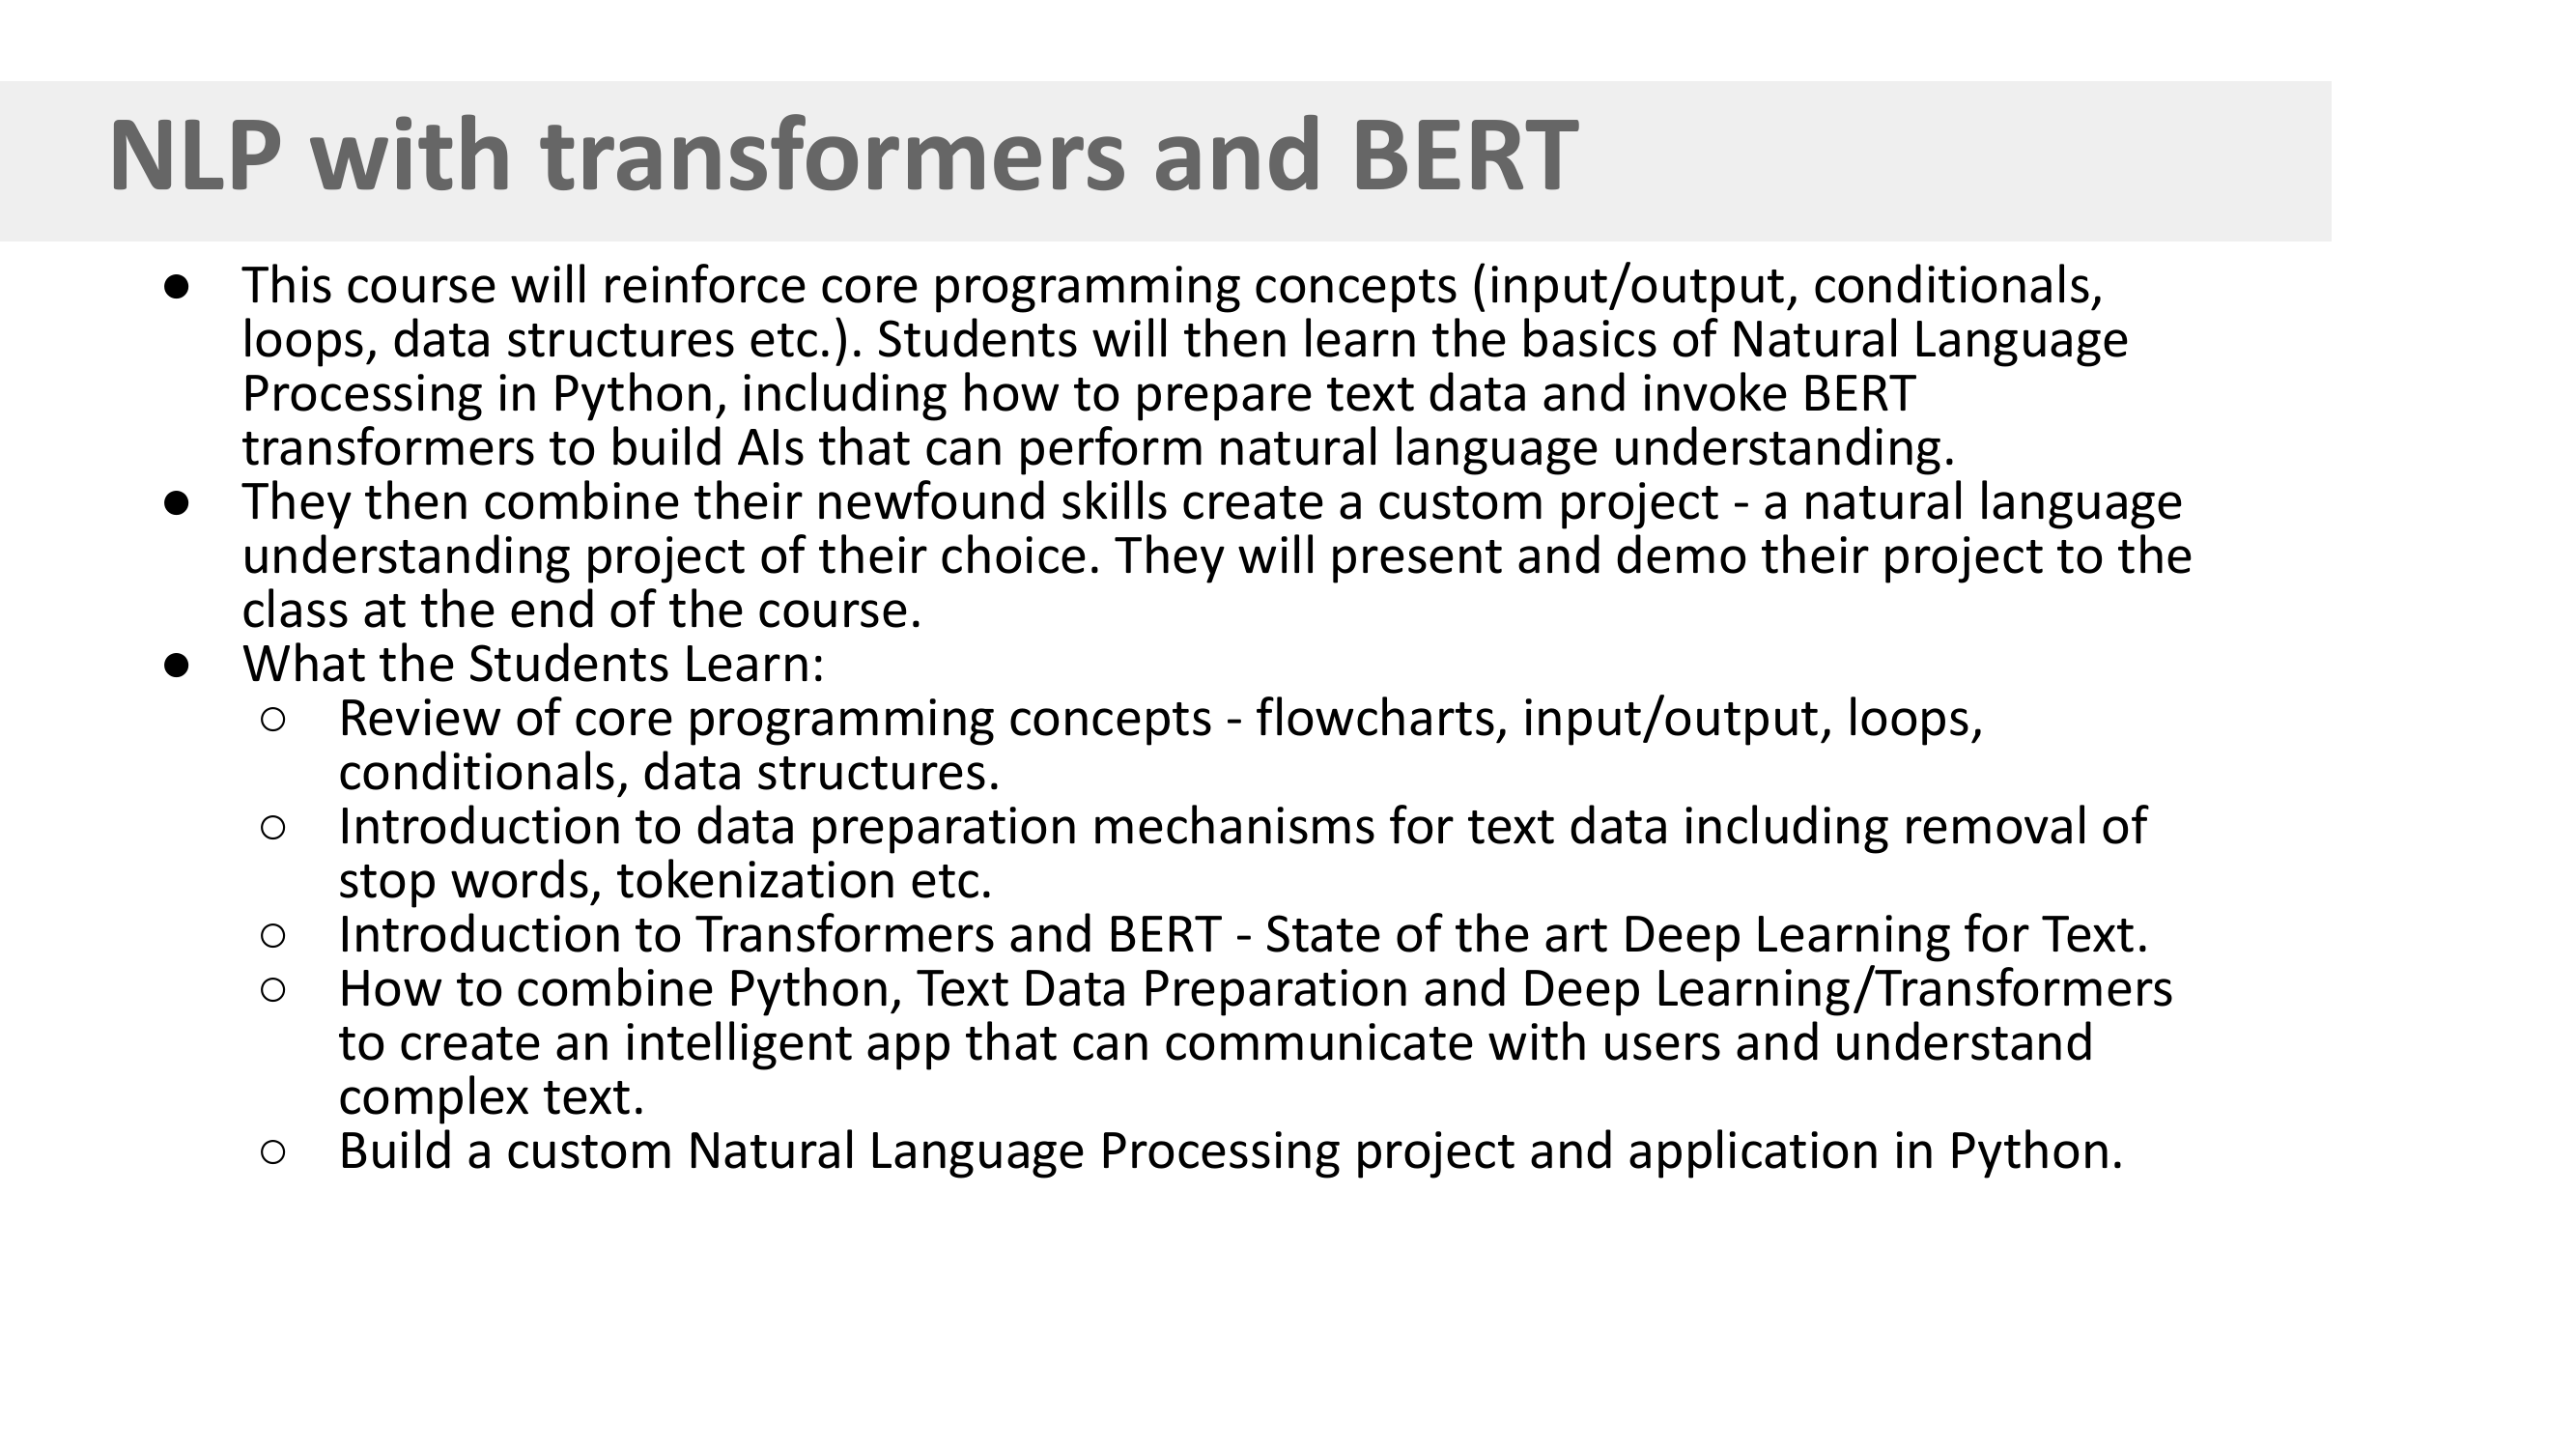 NLP with transformers and BERT
● This course will reinforce core programming concepts (input/output, conditionals,
loops, data structures etc.). Students will then learn the basics of Natural Language
Processing in Python, including how to prepare text data and invoke BERT
transformers to build AIs that can perform natural language understanding.
● They then combine their newfound skills create a custom project - a natural language
understanding project of their choice. They will present and demo their project to the
class at the end of the course.
● What the Students Learn:
○ Review of core programming concepts - flowcharts, input/output, loops,
conditionals, data structures.
○ Introduction to data preparation mechanisms for text data including removal of
stop words, tokenization etc.
○ Introduction to Transformers and BERT - State of the art Deep Learning for Text.
○ How to combine Python, Text Data Preparation and Deep Learning/Transformers
to create an intelligent app that can communicate with users and understand
complex text.
○ Build a custom Natural Language Processing project and application in Python.